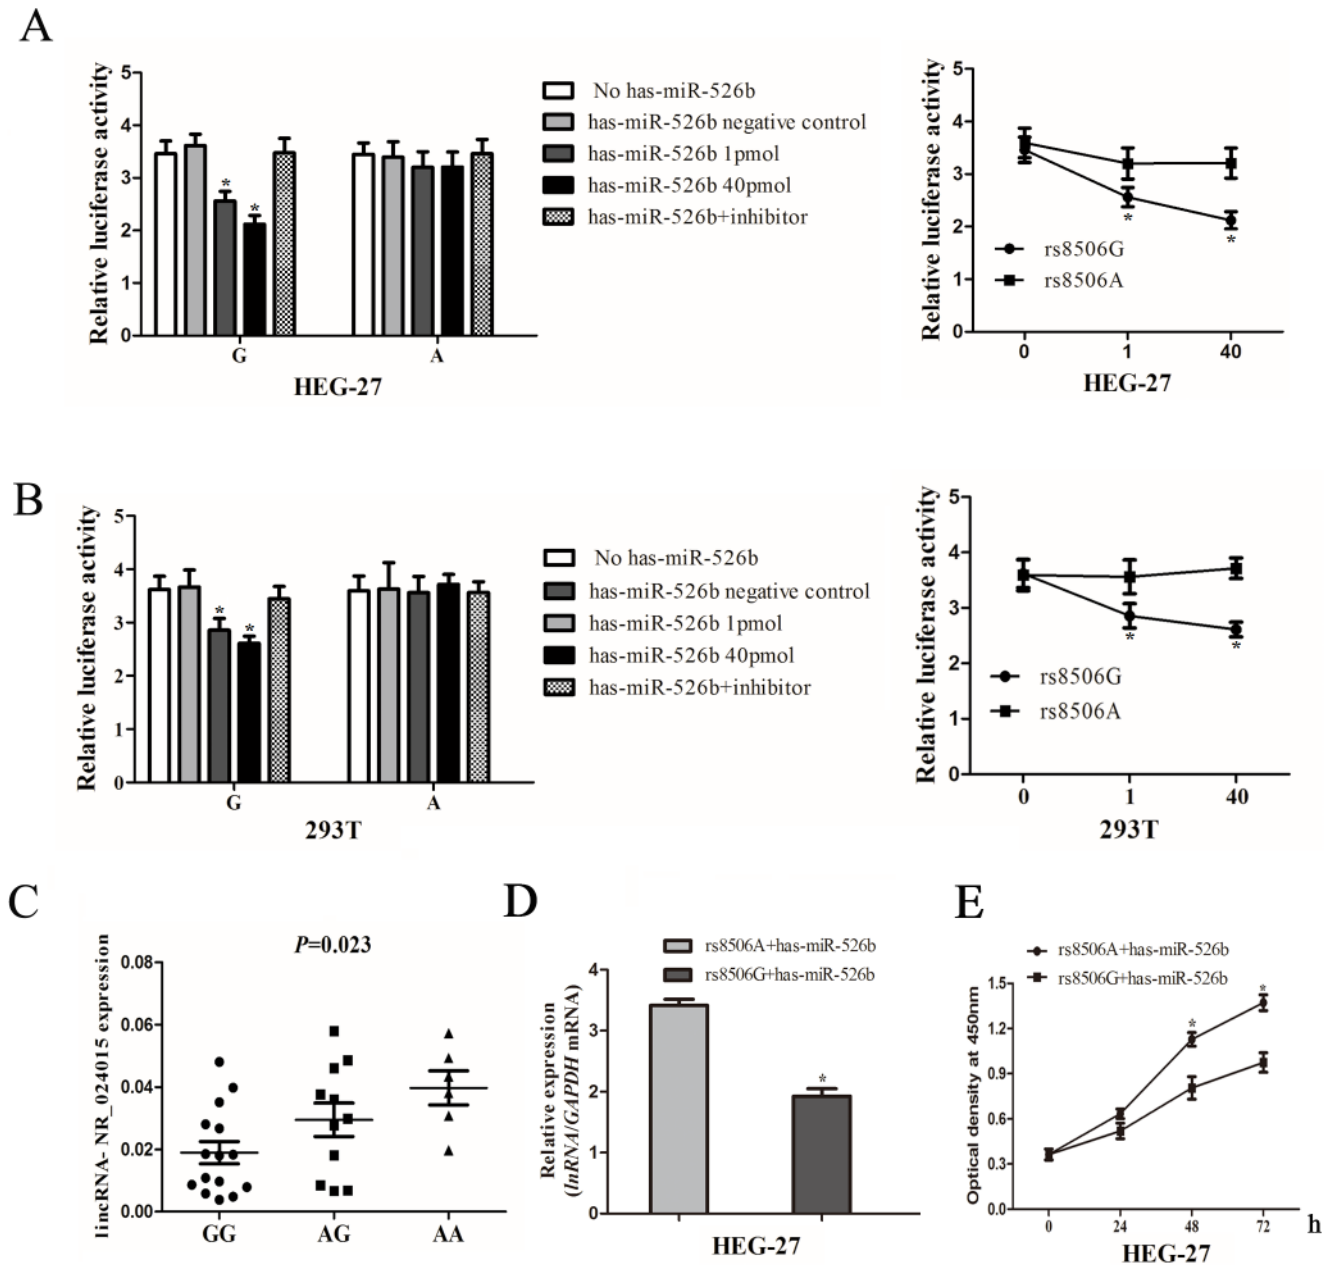 A
Relative luciferase activity
5
4
3
2
1
0
* *
G A
HEG-27
No has-miR-526b
has-miR-526b negative control
has-miR-526b 1pmol
has-miR-526b 40pmol
has-miR-526b+inhibitor
Relative luciferase activity
5
4
3
2
1
0
* *
rs8506G
rs8506A
0 1 40
HEG-27
B
Relative luciferase activity
5
4
3
2
1
0
* *
G A
293T
No has-miR-526b
has-miR-526b negative control
has-miR-526b 1pmol
has-miR-526b 40pmol
has-miR-526b+inhibitor
Relative luciferase activity
5
4
3
2
1
0
* *
rs8506G
rs8506A
0 1 40
293T
C
P=0.023
lincRNA- NR_024015 expression
0.08
0.06
0.04
0.02
0.00
GG AG AA
D
rs8506A+has-miR-526b
rs8506G+has-miR-526b
Relative expression
(lnRNA/GAPDH mRNA)
4
3
2
1
0
*
HEG-27
E
rs8506A+has-miR-526b
rs8506G+has-miR-526b
Optical density at 450nm
1.5
1.2
0.9
0.6
0.3
0.0
* *
0 24 48 72 h
HEG-27